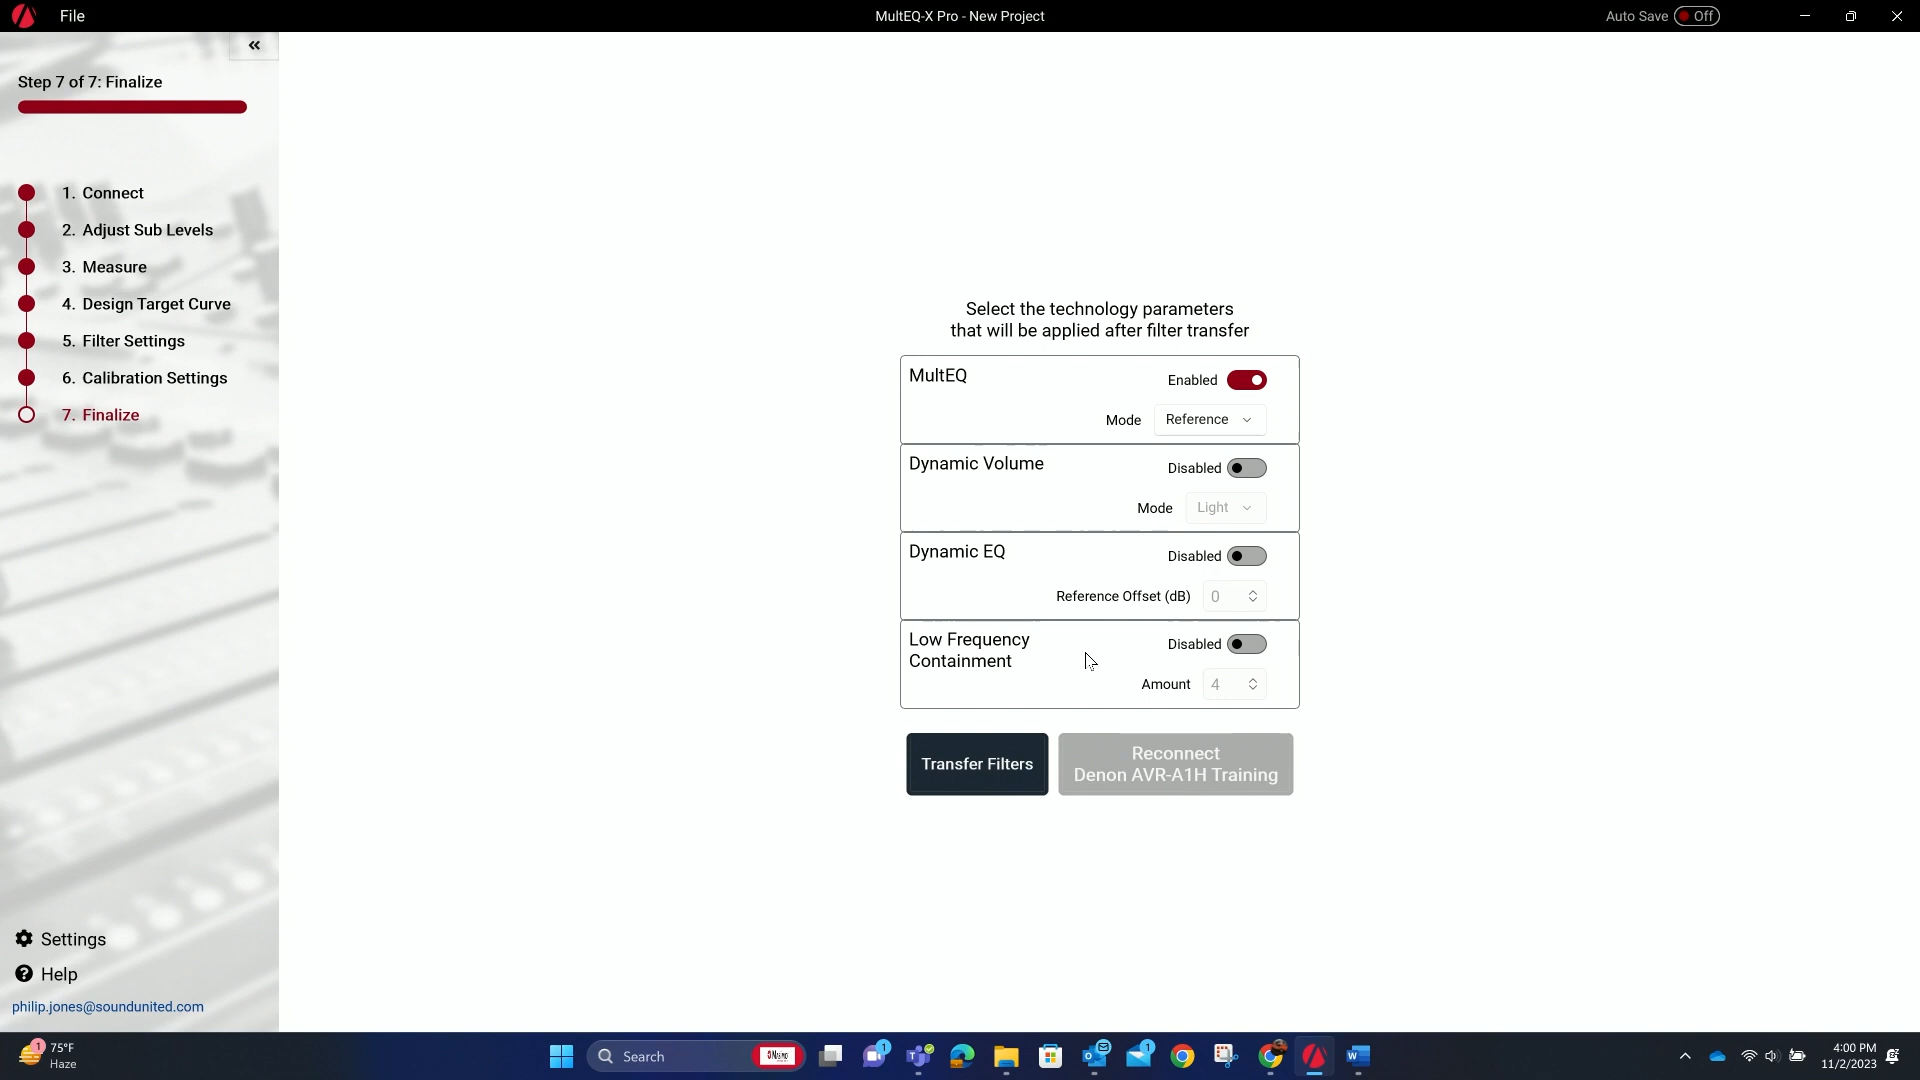 File
MultEQ-X Pro - New Project
Auto Save Off
«
Step 7 of 7: Finalize
1. Connect
2. Adjust Sub Levels
3. Measure
4. Design Target Curve
5. Filter Settings
6. Calibration Settings
7. Finalize
Select the technology parameters
that will be applied after filter transfer
MultEQ
Enabled
Mode Reference
Dynamic Volume
Disabled
Mode Light
Dynamic EQ
Disabled
Reference Offset (dB) 0
Low Frequency
Containment
Disabled
Amount 4
Transfer Filters
Reconnect
Denon AVR-A1H Training
Settings
Help
philip.jones@soundunited.com
1
75°F
Haze
Search
1
1
4:00 PM
11/2/2023